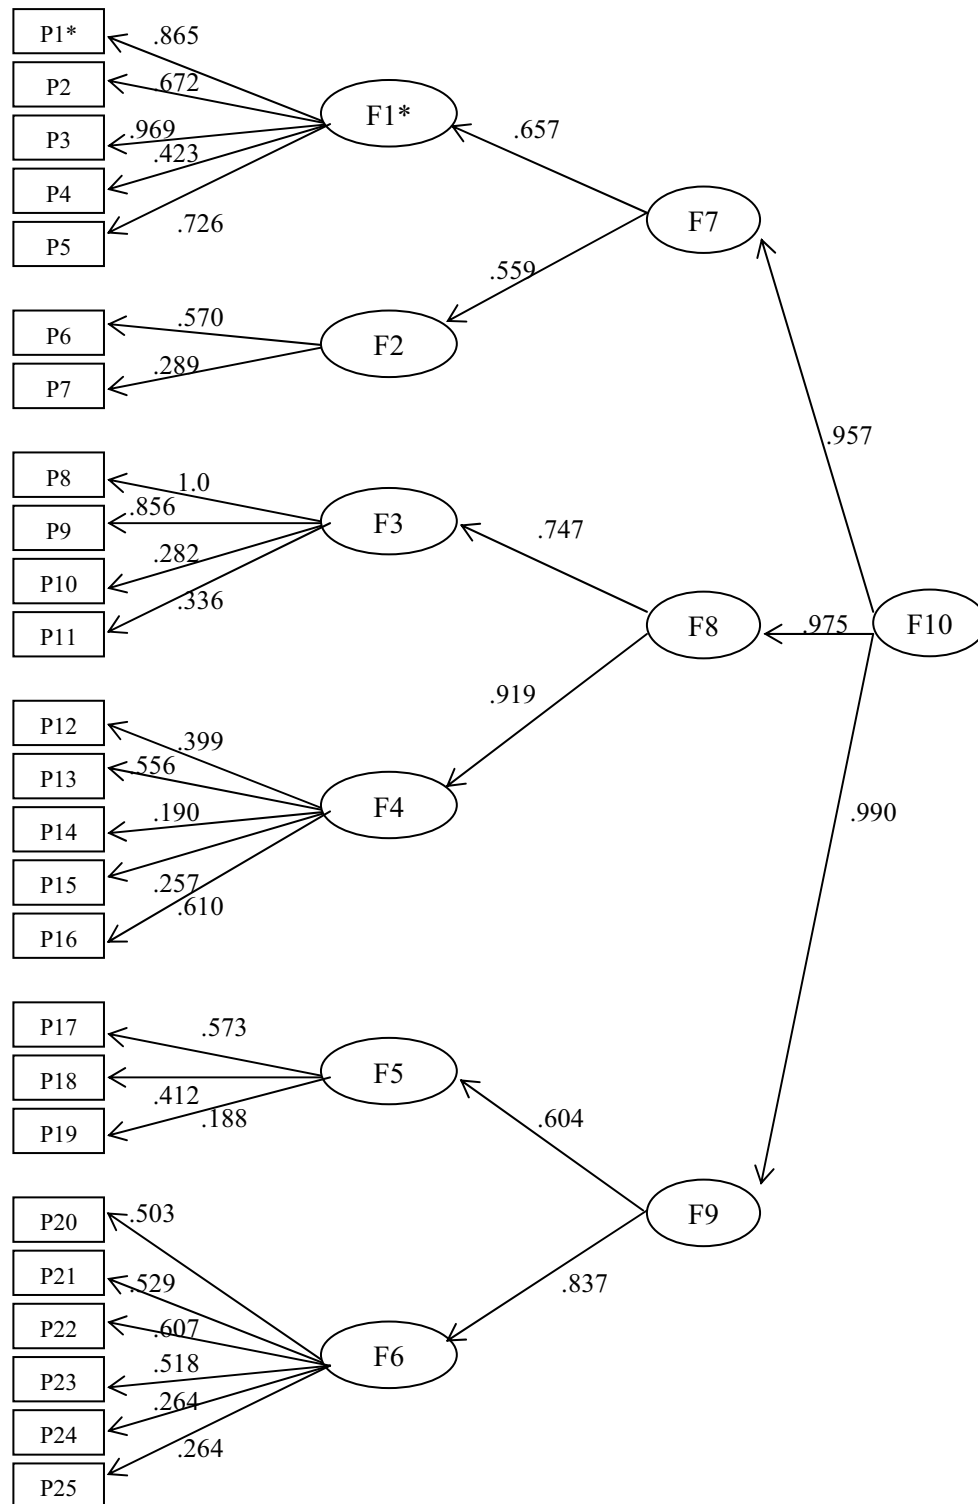 P1*
.865
P2
.672
F1*
P3
.969
.657
.423
P4
P5
.726
F7
.559
P6
.570
F2
P7
.289
.957
P8
1.0
P9
.856
F3
.747
P10
.282
P11
.336
F8
.975
F10
.919
P12
.399
P13
.556
F4
P14
.190
.990
P15
.257
P16
.610
P17
.573
P18
F5
.412
P19
.188
.604
P20
.503
F9
P21
.529
.837
P22
.607
F6
P23
.518
.264
P24
.264
P25